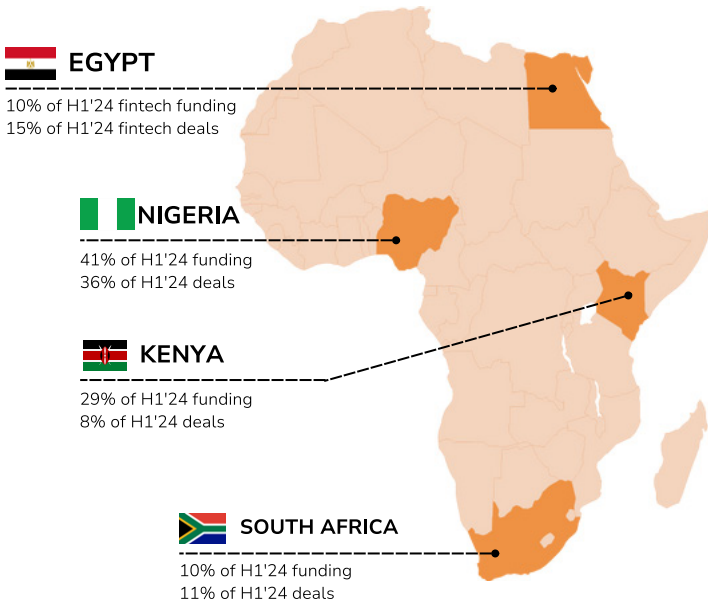 EGYPT
10% of H1'24 fintech funding
15% of H1'24 fintech deals
NIGERIA
41% of H1'24 funding
36% of H1'24 deals
KENYA
29% of H1'24 funding
8% of H1'24 deals
SOUTH AFRICA
10% of H1'24 funding
11% of H1'24 deals